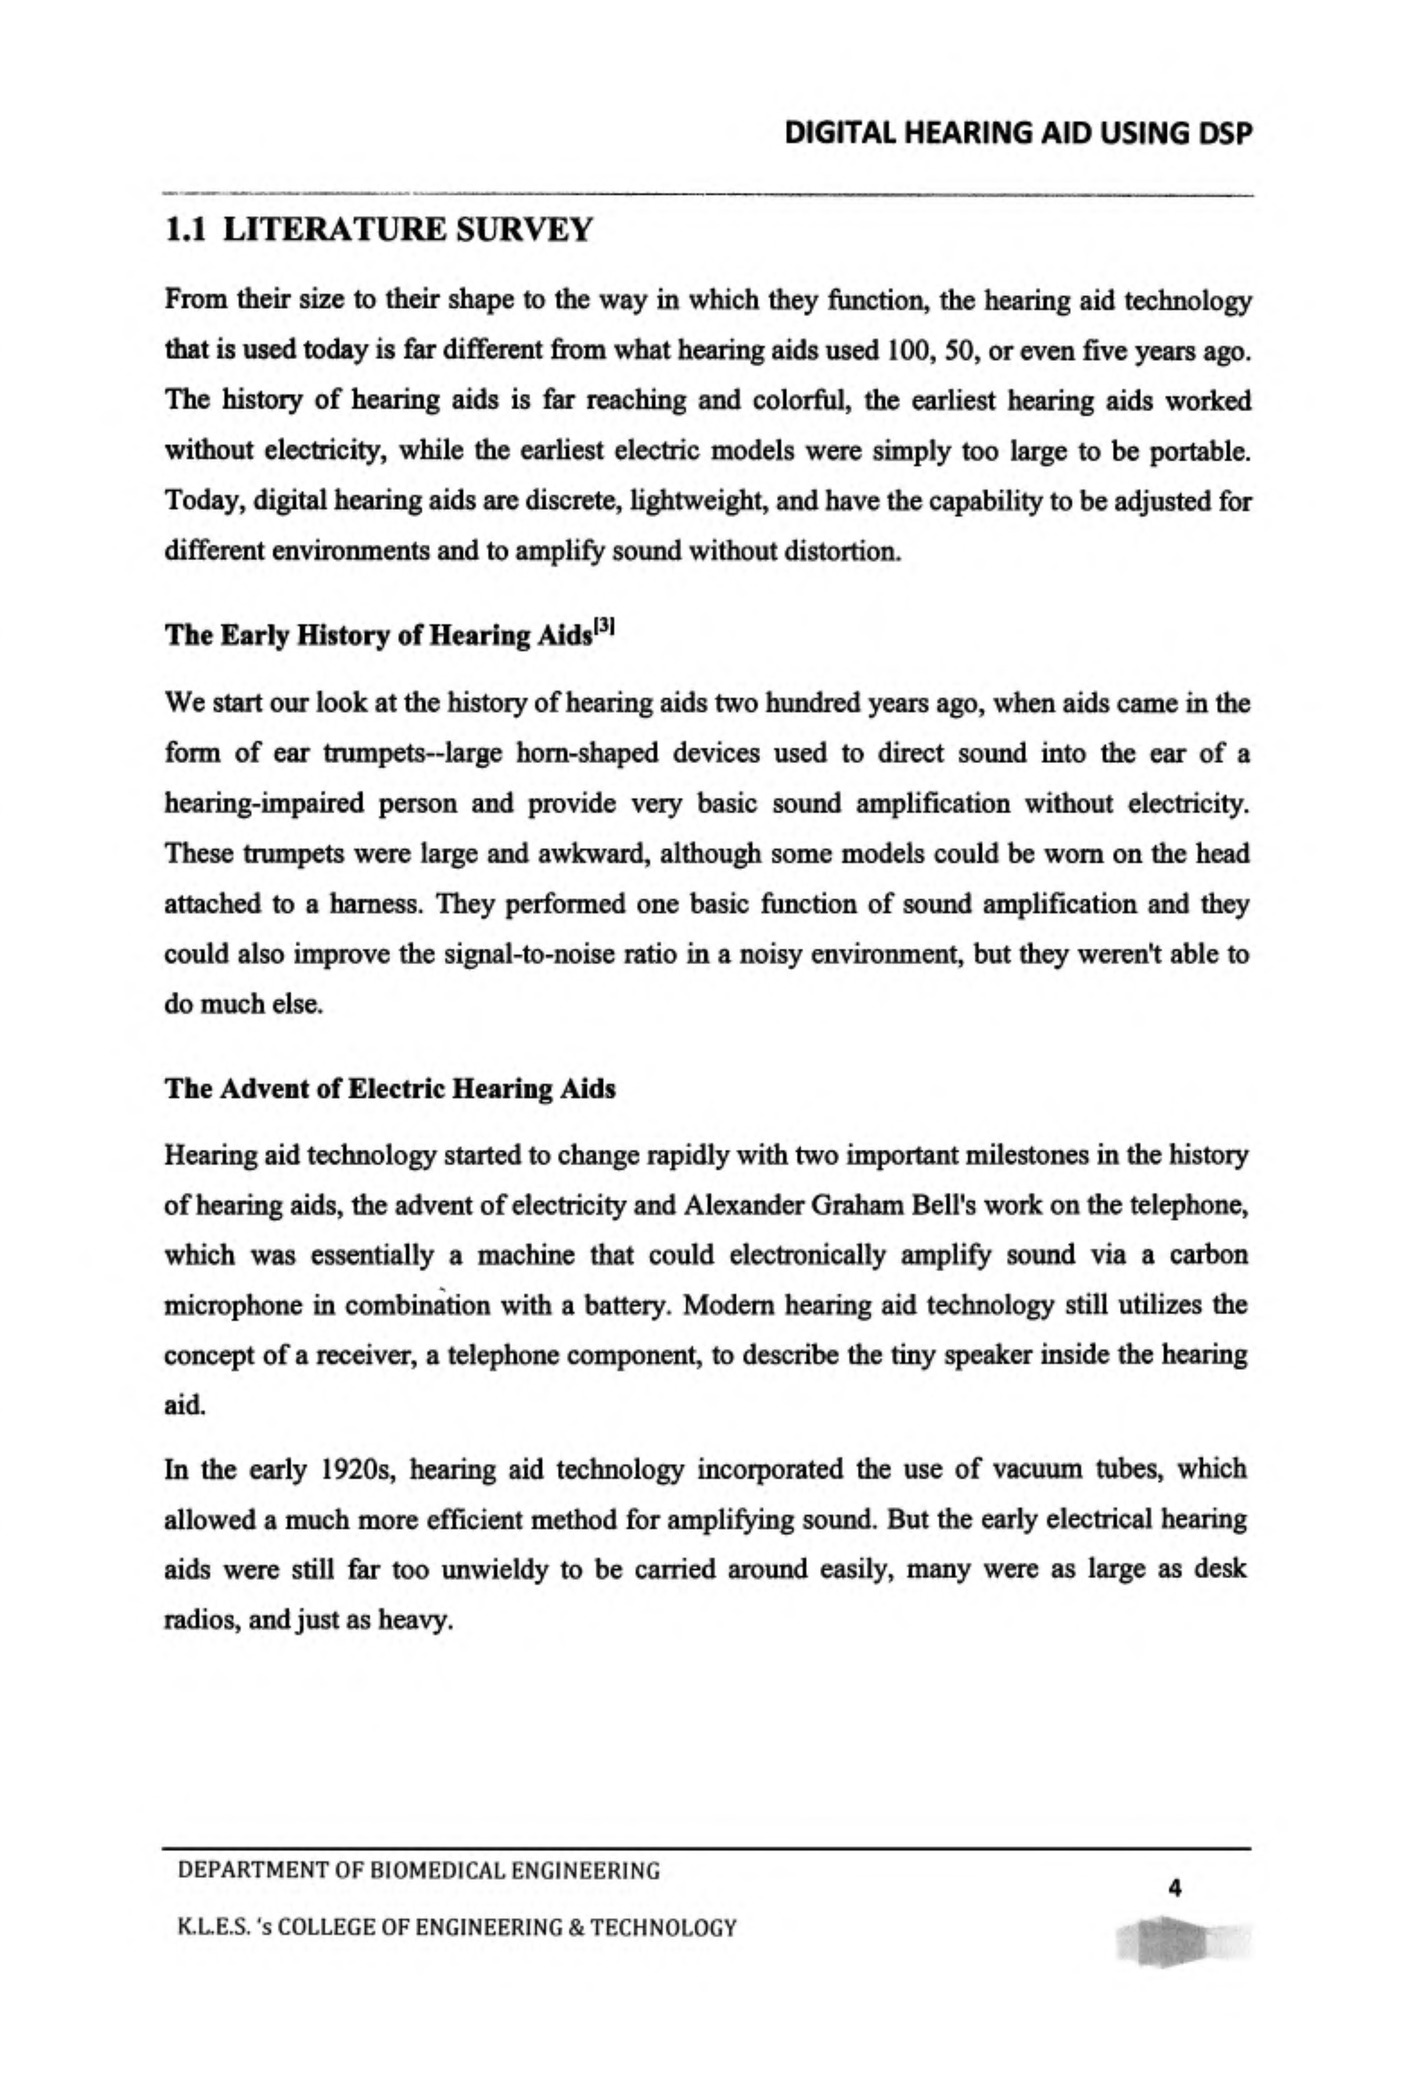 DIGITAL HEARING AID USING DSP
1.1 LITERATURE SURVEY
From their size to their shape to the way in which they function, the hearing aid technology
that is used today is far different from what hearing aids used 100, 50, or even five years ago.
The history of hearing aids is far reaching and colorful, the earliest hearing aids worked
without electricity, while the earliest electric models were simply too large to be portable.
Today, digital hearing aids are discrete, lightweight, and have the capability to be adjusted for
different environments and to amplify sound without distortion.
The Early History of Hearing Aids[3]
We start our look at the history of hearing aids two hundred years ago, when aids came in the
form of ear trumpets--large horn-shaped devices used to direct sound into the ear of a
hearing-impaired person and provide very basic sound amplification without electricity.
These trumpets were large and awkward, although some models could be worn on the head
attached to a harness. They performed one basic function of sound amplification and they
could also improve the signal-to-noise ratio in a noisy environment, but they weren't able to
do much else.
The Advent of Electric Hearing Aids
Hearing aid technology started to change rapidly with two important milestones in the history
of hearing aids, the advent of electricity and Alexander Graham Bell's work on the telephone,
which was essentially a machine that could electronically amplify sound via a carbon
microphone in combination with a battery. Modern hearing aid technology still utilizes the
concept of a receiver, a telephone component, to describe the tiny speaker inside the hearing
aid.
In the early 1920s, hearing aid technology incorporated the use of vacuum tubes, which
allowed a much more efficient method for amplifying sound. But the early electrical hearing
aids were still far too unwieldy to be carried around easily, many were as large as desk
radios, and just as heavy.
DEPARTMENT OF BIOMEDICAL ENGINEERING
4
K.L.E.S. 's COLLEGE OF ENGINEERING & TECHNOLOGY